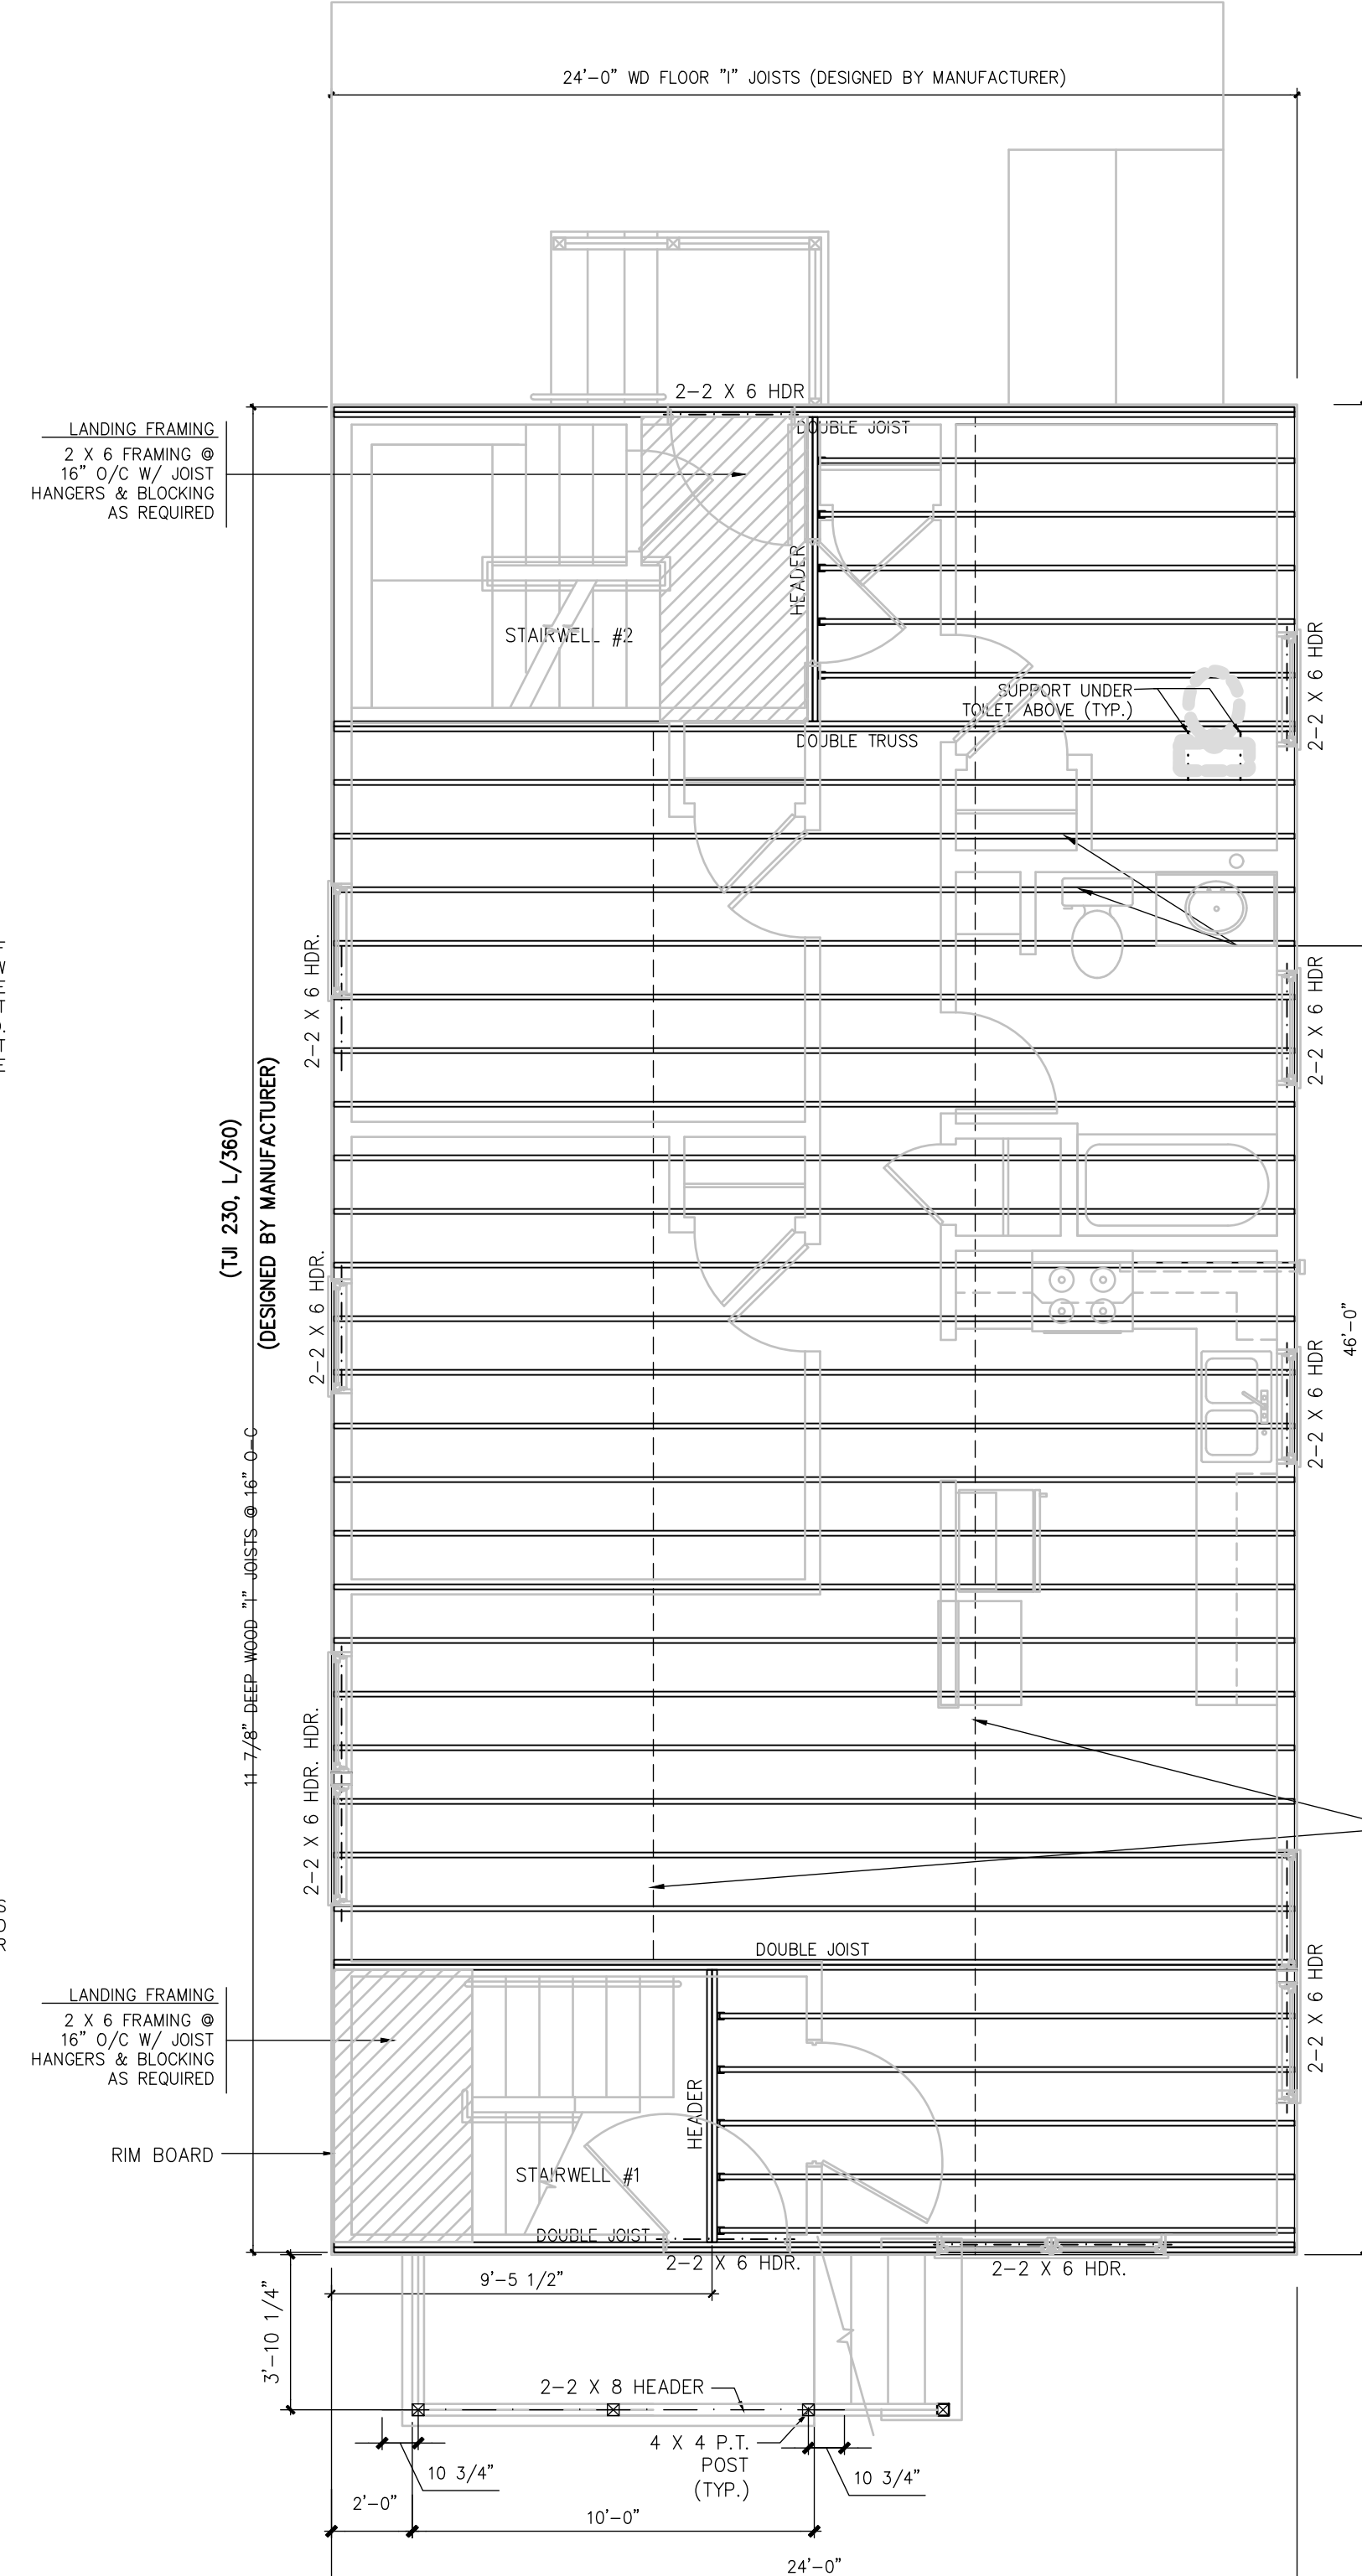 24'-0" WD FLOOR "I" JOISTS (DESIGNED BY MANUFACTURER)
2-2 X 6 HDR
DOUBLE JOIST
LANDING FRAMING
2 X 6 FRAMING @
16" O/C W/ JOIST
HANGERS & BLOCKING
AS REQUIRED
HEADER
STAIRWELL #2
2-2 X 6 HDR
SUPPORT UNDER
TOILET ABOVE (TYP.)
DOUBLE TRUSS
2-2 X 6 HDR.
2-2 X 6 HDR
(TJI 230, L/360)
(DESIGNED BY MANUFACTURER)
2-2 X 6 HDR.
46'-0"
2-2 X 6 HDR
11 7/8" DEEP WOOD "I" JOISTS @ 16" O-C
2-2 X 6 HDR. HDR.
DOUBLE JOIST
2-2 X 6 HDR
LANDING FRAMING
2 X 6 FRAMING @
16" O/C W/ JOIST
HANGERS & BLOCKING
AS REQUIRED
HEADER
RIM BOARD
STAIRWELL #1
DOUBLE JOIST
2-2 X 6 HDR.
2-2 X 6 HDR.
9'-5 1/2"
3'-10 1/4"
2-2 X 8 HEADER
4 X 4 P.T.
POST
(TYP.)
10 3/4"
10 3/4"
2'-0"
10'-0"
24'-0"